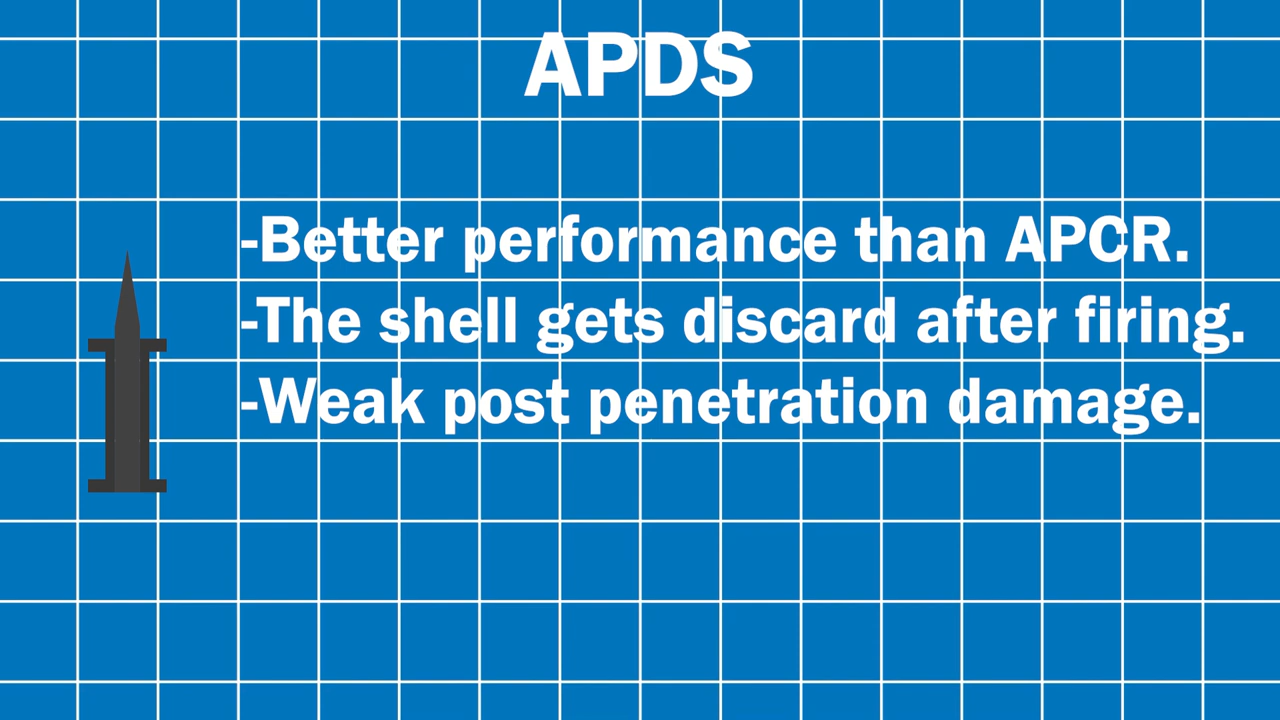 APDS
-Better performance than APCR.
-The shell gets discard after firing.
-Weak post penetration damage.